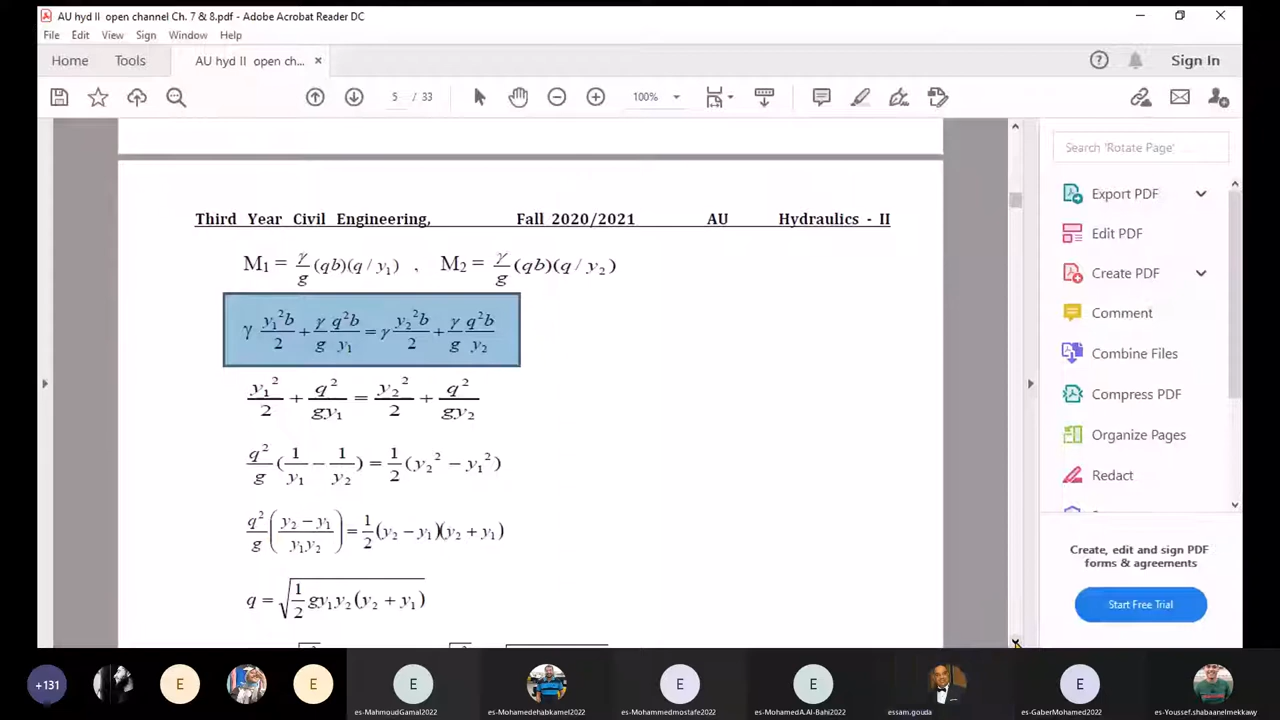 AU hyd II open channel Ch. 7 & 8.pdf - Adobe Acrobat Reader DC
File Edit View Sign Window Help
Home Tools AU hyd II open ch... × Sign In
5 / 33 100%
Search 'Rotate Page'
Export PDF
Edit PDF
Create PDF
Comment
Combine Files
Compress PDF
Organize Pages
Redact
Create, edit and sign PDF
forms & agreements
Start Free Trial
Third Year Civil Engineering, Fall 2020/2021 AU Hydraulics - II
M₁ = γ/g (qb)(q / y₁) , M₂ = γ/g (qb)(q / y₂)
γ y₁²b/2 + γ/g q²b/y₁ = γ y₂²b/2 + γ/g q²b/y₂
y₁²/2 + q²/gy₁ = y₂²/2 + q²/gy₂
q²/g (1/y₁ − 1/y₂) = 1/2 (y₂² − y₁²)
q²/g ((y₂ − y₁)/y₁y₂) = 1/2 (y₂ − y₁)(y₂ + y₁)
q = √(1/2 gy₁y₂(y₂ + y₁))
+131 E E E E E E E
es-MahmoudGamal2022 es-Mohamedehabkamel2022 es-Mohammedmostafe2022 es-MohamedA.Al-Bahi2022 essam.gouda es-GaberMohamed2022 es-Youssef.shabaanelmekkawy